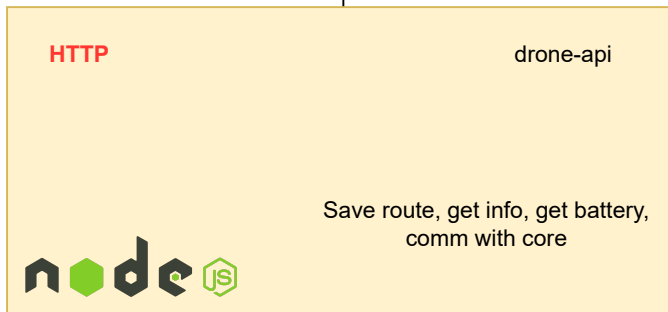 HTTP
drone-api
Save route, get info, get battery,
comm with core
node JS